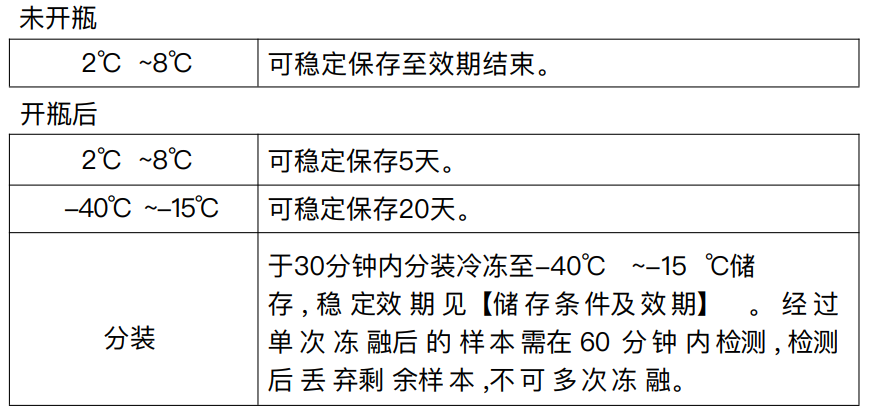 未开瓶
2℃ ~8℃ 可稳定保存至效期结束。
开瓶后
2℃ ~8℃ 可稳定保存5天。
-40℃ ~-15℃ 可稳定保存20天。
分装
于30分钟内分装冷冻至-40℃ ~-15 ℃储
存,稳定效期见【储存条件及效期】 。经过
单次冻融后的样本需在60分钟内检测,检测
后丢弃剩余样本,不可多次冻融。